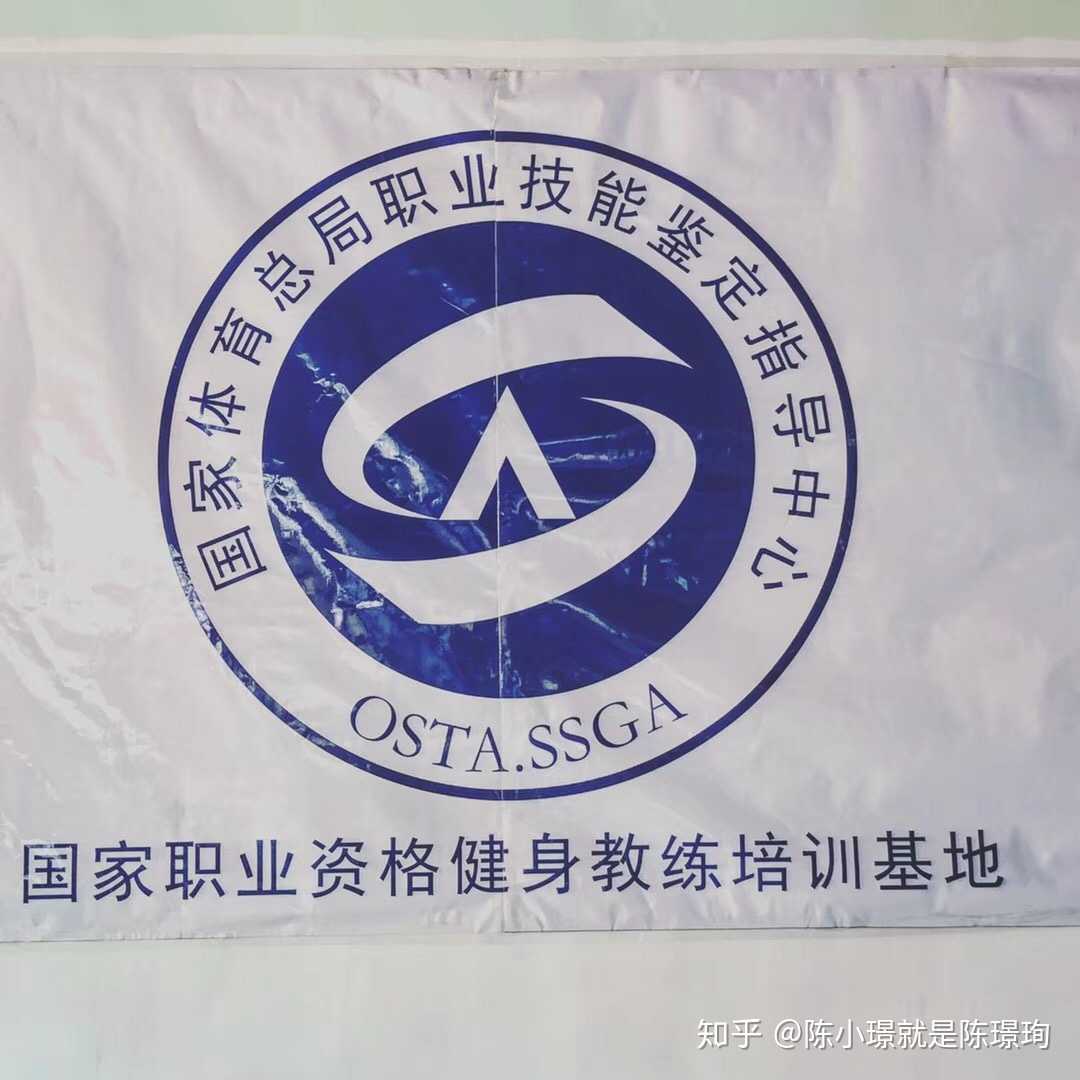 国家体育总局职业技能鉴定指导中心
OSTA.SSGA
国家职业资格健身教练培训基地
知乎 @陈小璟就是陈璟珣